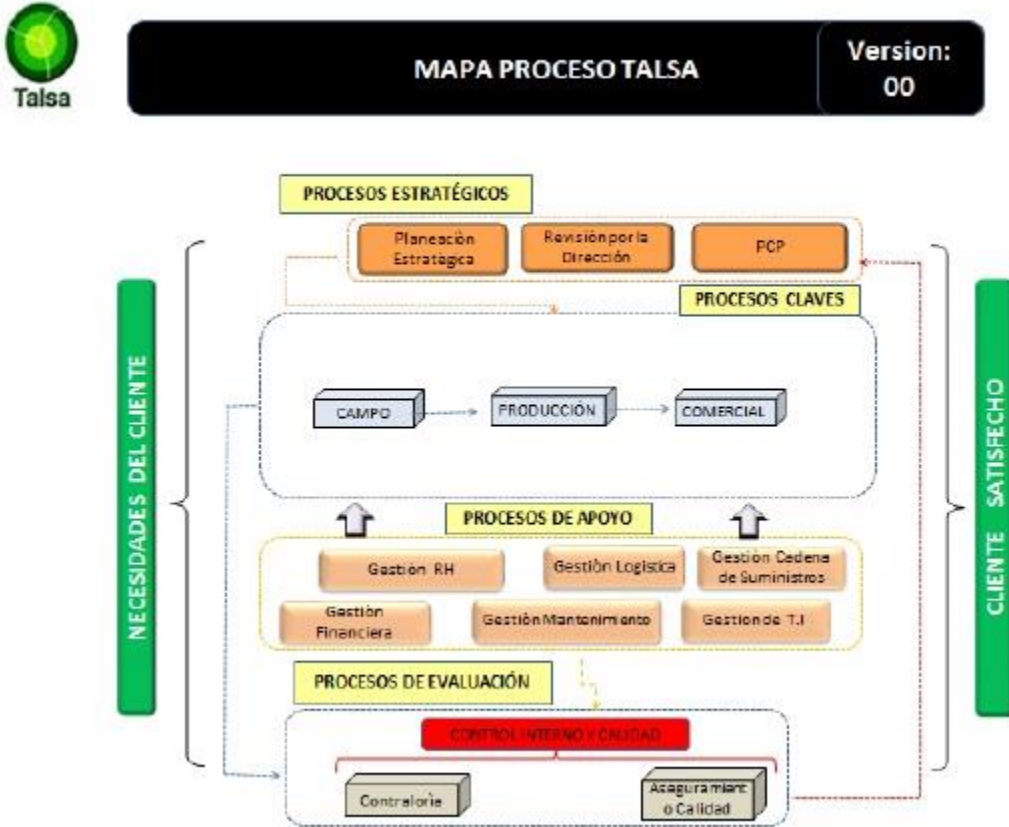 Talsa
MAPA PROCESO TALSA
Version:
00
PROCESOS ESTRATÉGICOS
Planeación
Estratégica
Revisión por la
Dirección
PCP
PROCESOS CLAVES
NECESIDADES DEL CLIENTE
CAMPO
PRODUCCIÓN
COMERCIAL
CLIENTE SATISFECHO
PROCESOS DE APOYO
Gestión RH
Gestión Logística
Gestión Cadena
de Suministros
Gestión
Financiera
Gestión Mantenimiento
Gestion de T.I
PROCESOS DE EVALUACIÓN
CONTROL INTERNO Y CALIDAD
Contraloría
Aseguramient
o Calidad